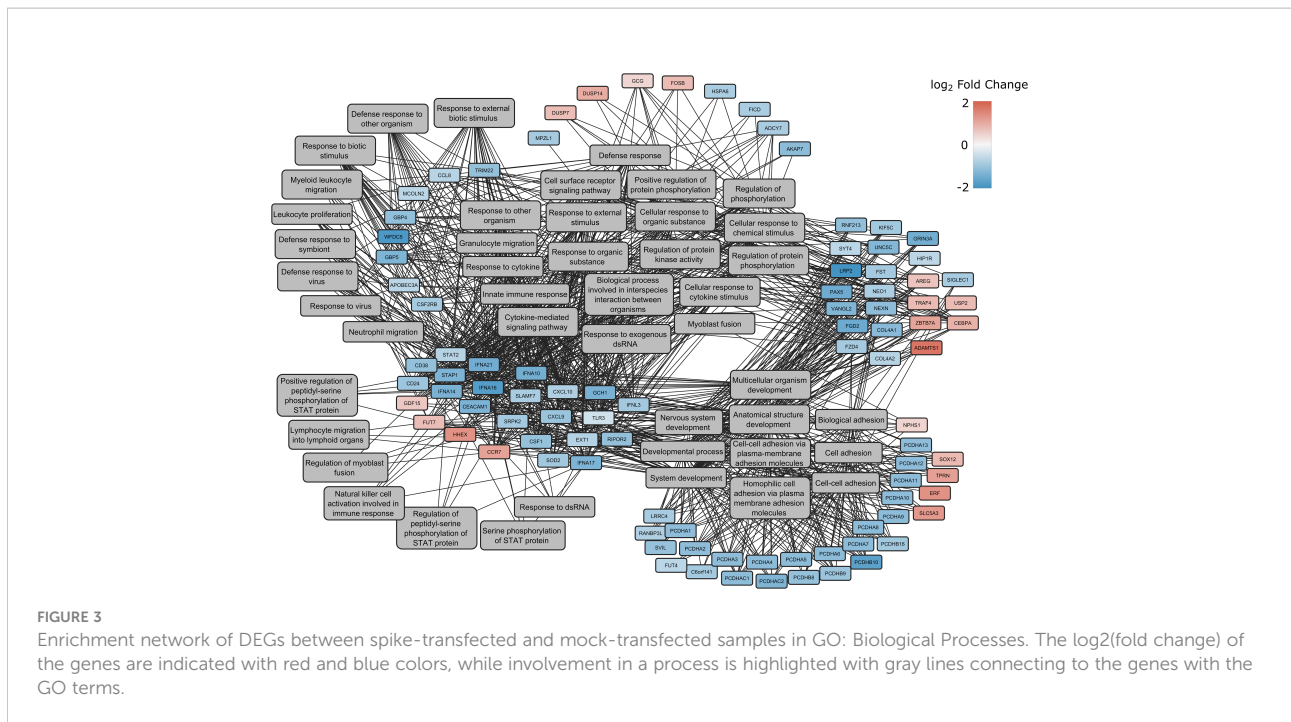 log2 Fold Change
2
0
-2
GCG
FOSB
DUSP14
DUSP7
HSPA6
FICD
ADCY7
AKAP7
MPZL1
Defense response to
other organism
Response to external
biotic stimulus
Response to biotic
stimulus
Myeloid leukocyte
migration
Leukocyte proliferation
Defense response to
symbiont
Defense response to
virus
Response to virus
Neutrophil migration
CCL8
TRIM22
MCOLN2
GBP4
WFDC5
GBP5
APOBEC3A
CSF2RB
Defense response
Cell surface receptor
signaling pathway
Positive regulation of
protein phosphorylation
Regulation of
phosphorylation
Response to other
organism
Response to external
stimulus
Cellular response to
organic substance
Cellular response to
chemical stimulus
Granulocyte migration
Response to organic
substance
Regulation of protein
kinase activity
Regulation of protein
phosphorylation
Response to cytokine
Innate immune response
Biological process
involved in interspecies
interaction between
organisms
Cellular response to
cytokine stimulus
Cytokine-mediated
signaling pathway
Response to exogenous
dsRNA
Myoblast fusion
RNF213
KIF5C
GRIN3A
SYT4
UNC5C
HIP1R
LRP2
FST
SIGLEC1
AREG
PAX5
NEO1
TRAF4
USF2
VANGL2
NEXN
ZBTB7A
CEBPA
FGD2
COL4A1
FZD4
ADAMTS1
COL4A2
STAT2
CD38
IFNA21
IFNA10
STAP1
CD24
IFNA14
IFNA16
SLAMF7
CXCL10
GCH1
GDF15
CEACAM1
IFNL3
FUT7
SRPK2
CXCL9
TLR3
HHEX
CSF1
EXT1
RIPOR2
CCR7
SOD2
IFNA17
Positive regulation of
peptidyl-serine
phosphorylation of
STAT protein
Lymphocyte migration
into lymphoid organs
Regulation of myoblast
fusion
Natural killer cell
activation involved in
immune response
Regulation of
peptidyl-serine
phosphorylation of
STAT protein
Response to dsRNA
Serine phosphorylation
of STAT protein
Multicellular organism
development
Nervous system
development
Anatomical structure
development
Biological adhesion
Developmental process
Cell-cell adhesion via
plasma-membrane
adhesion molecules
Cell adhesion
System development
Homophilic cell
adhesion via plasma
membrane adhesion
molecules
Cell-cell adhesion
NPHS1
PCDHA13
SOX12
PCDHA12
TPRN
PCDHA11
ERF
PCDHA10
SLC5A3
PCDHA9
PCDHA8
PCDHB16
PCDHA7
PCDHB10
PCDHA6
PCDHB9
PCDHA5
PCDHB8
PCDHA4
PCDHAC2
PCDHA3
PCDHAC1
PCDHA2
C6orf141
PCDHA1
LRRC4
RANBP3L
SVIL
FUT4
FIGURE 3
Enrichment network of DEGs between spike-transfected and mock-transfected samples in GO: Biological Processes. The log2(fold change) of
the genes are indicated with red and blue colors, while involvement in a process is highlighted with gray lines connecting to the genes with the
GO terms.